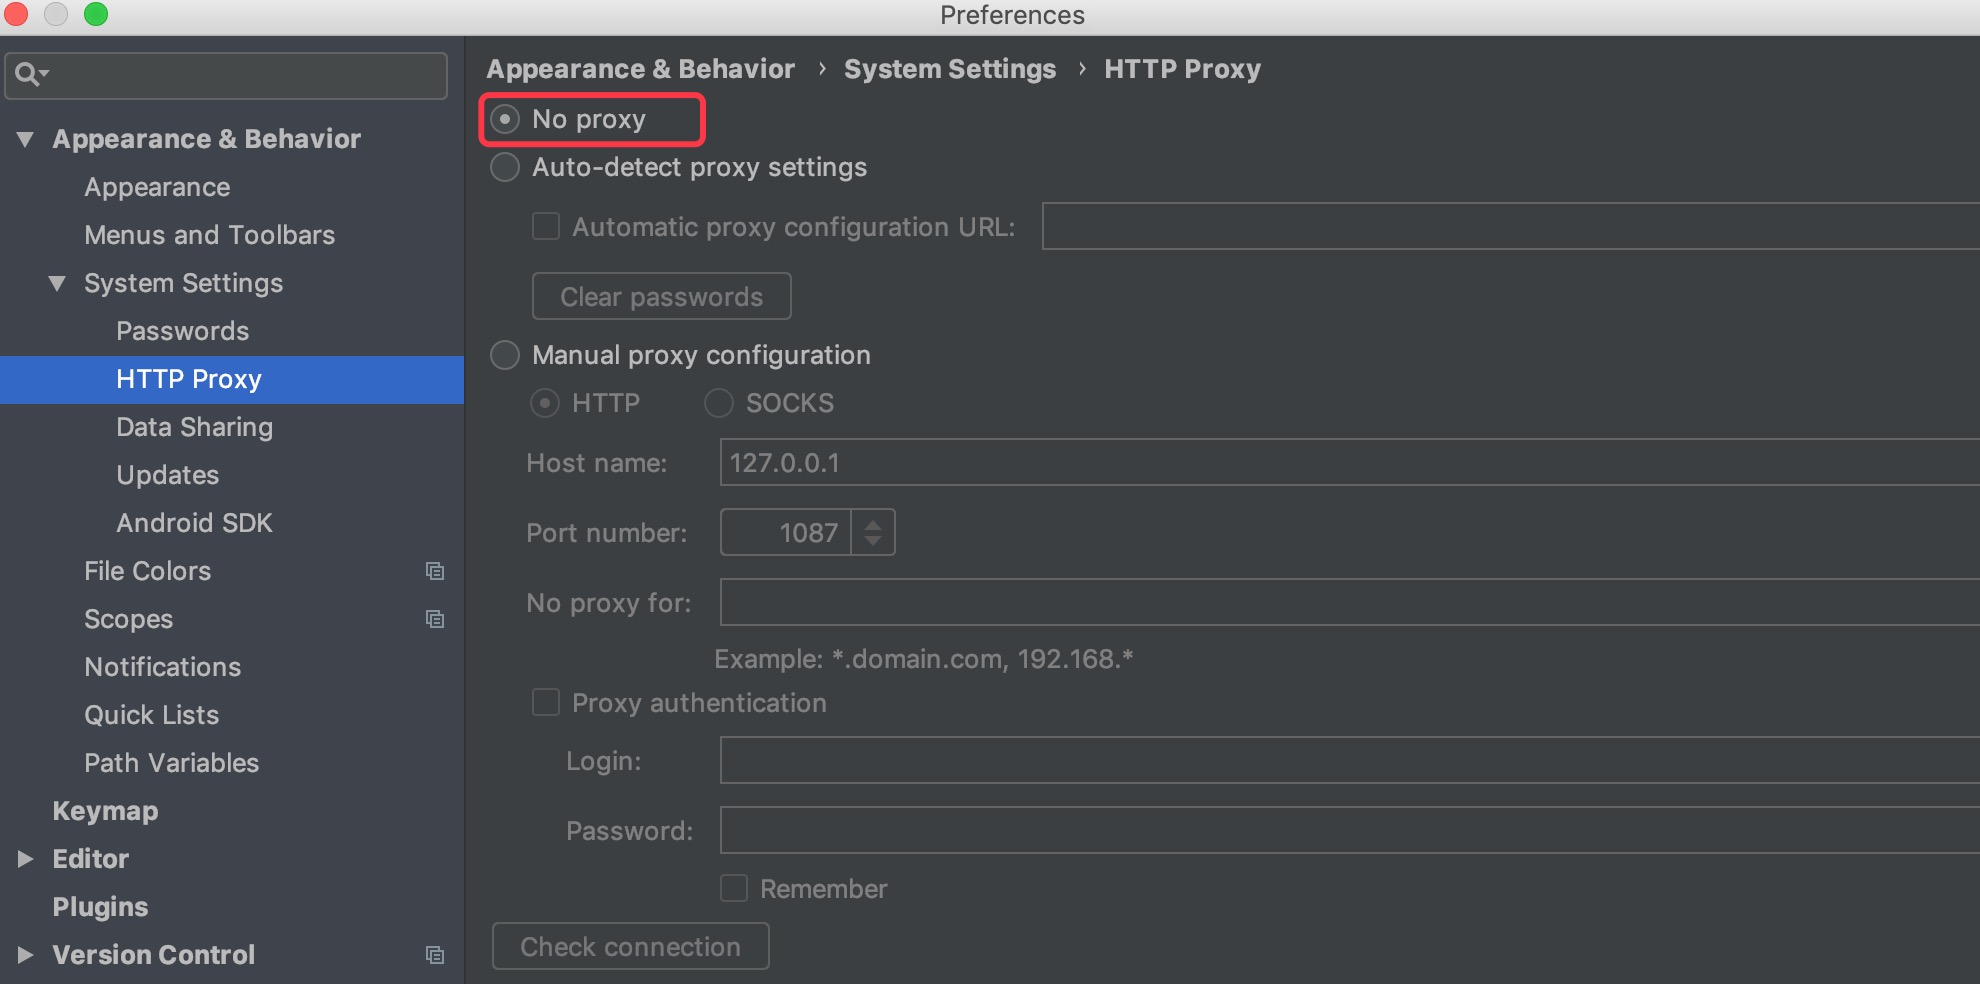 Preferences
Appearance & Behavior
Appearance
Menus and Toolbars
System Settings
Passwords
HTTP Proxy
Data Sharing
Updates
Android SDK
File Colors
Scopes
Notifications
Quick Lists
Path Variables
Keymap
Editor
Plugins
Version Control
Appearance & Behavior › System Settings › HTTP Proxy
No proxy
Auto-detect proxy settings
Automatic proxy configuration URL:
Clear passwords
Manual proxy configuration
HTTP SOCKS
Host name: 127.0.0.1
Port number: 1087
No proxy for:
Example: *.domain.com, 192.168.*
Proxy authentication
Login:
Password:
Remember
Check connection